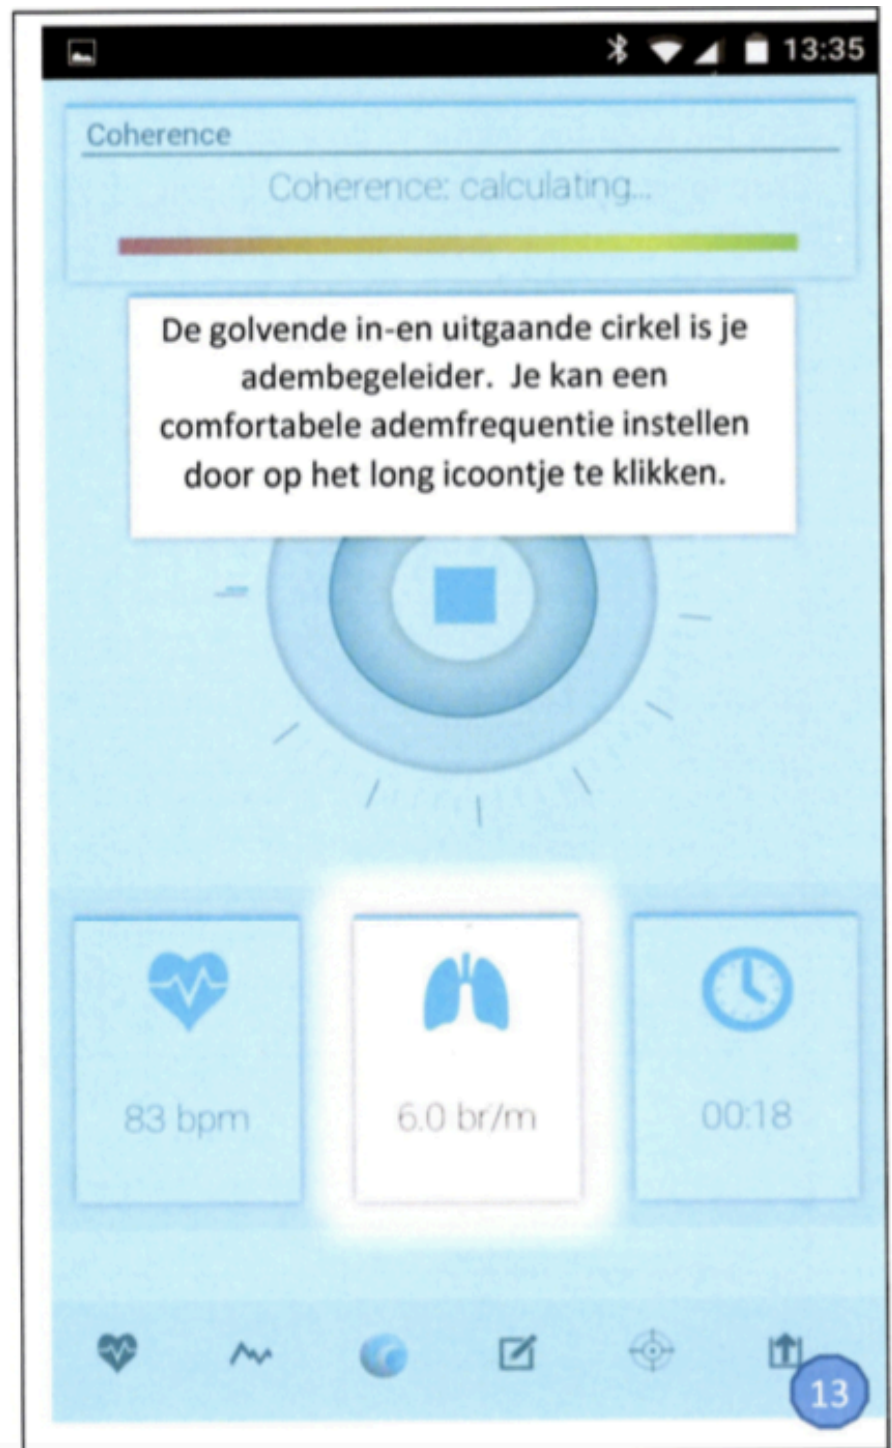 13:35
Coherence
Coherence: calculating...
De golvende in-en uitgaande cirkel is je
adembegeleider. Je kan een
comfortabele ademfrequentie instellen
door op het long icoontje te klikken.
83 bpm
6.0 br/m
00:18
13